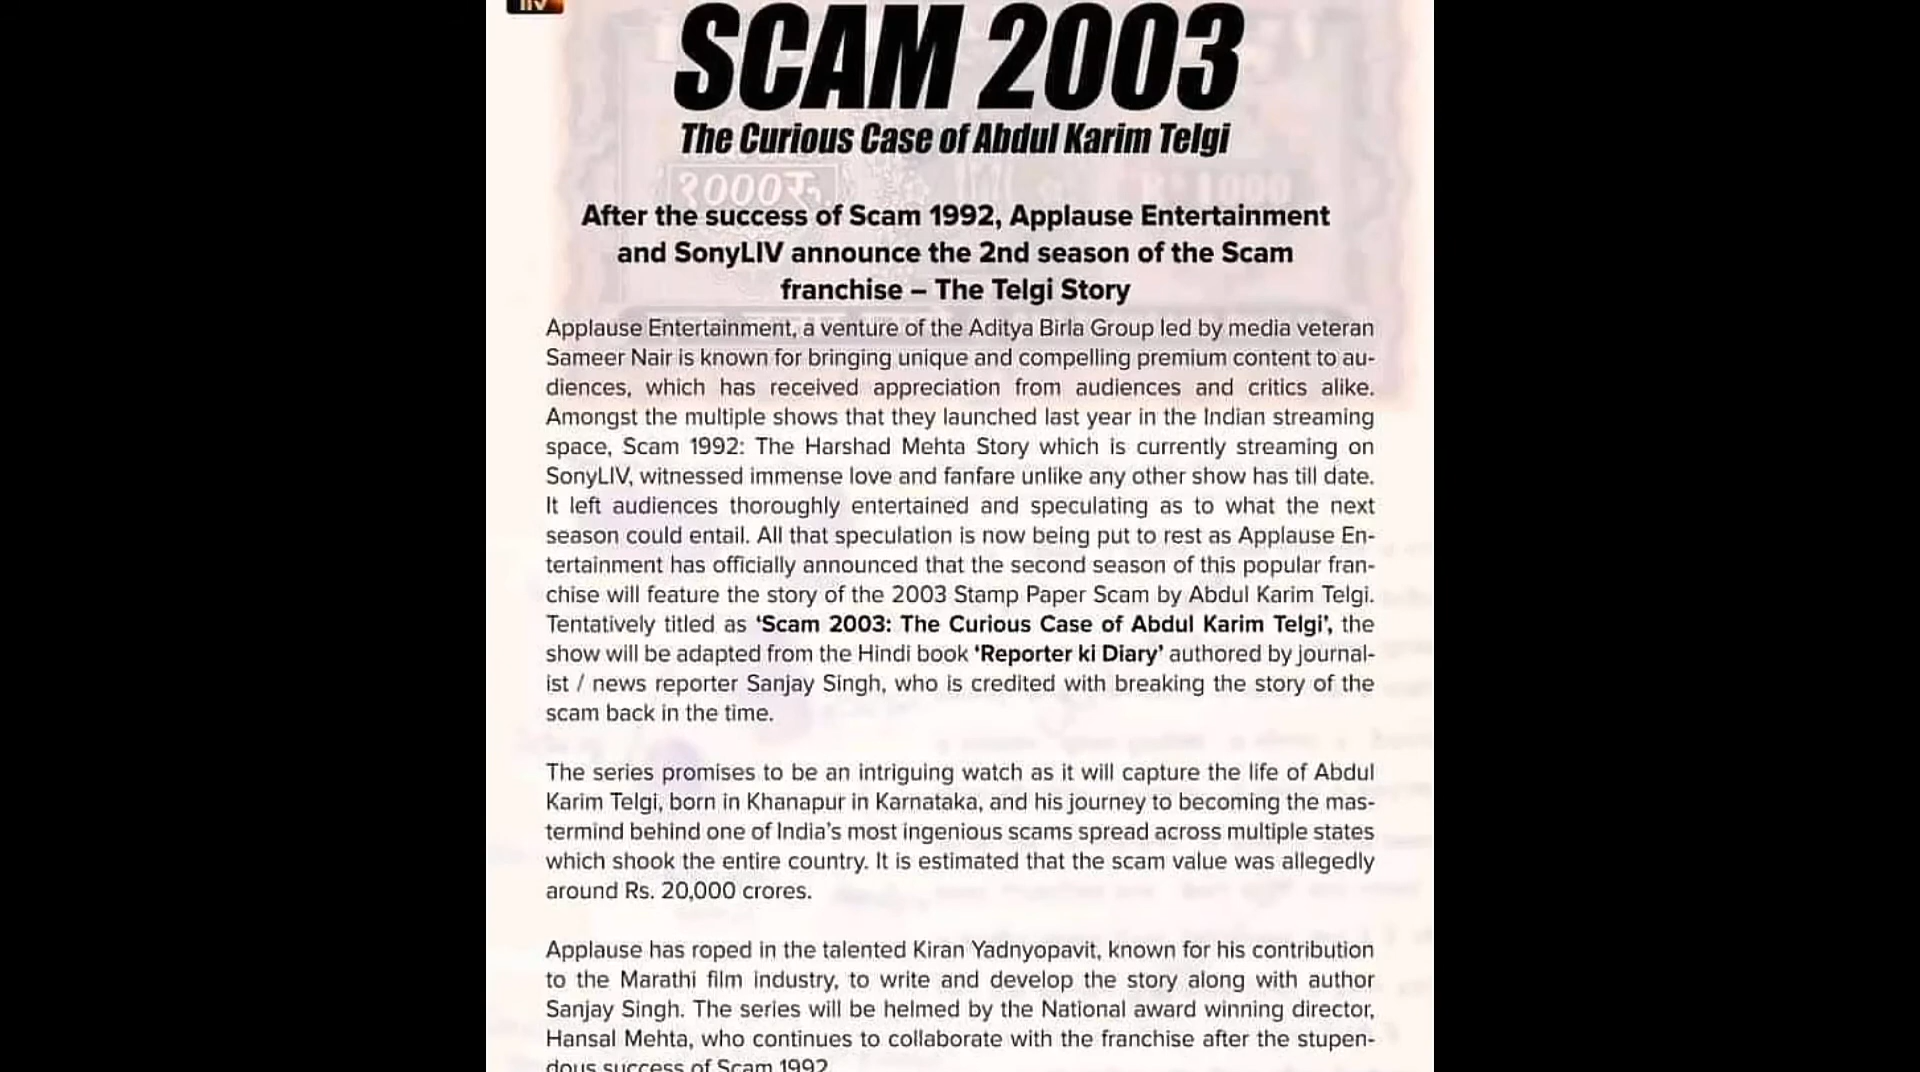 liv
SCAM 2003
The Curious Case of Abdul Karim Telgi
२०००रु.
R 1000
After the success of Scam 1992, Applause Entertainment
and SonyLIV announce the 2nd season of the Scam
franchise – The Telgi Story
Applause Entertainment, a venture of the Aditya Birla Group led by media veteran
Sameer Nair is known for bringing unique and compelling premium content to au-
diences, which has received appreciation from audiences and critics alike.
Amongst the multiple shows that they launched last year in the Indian streaming
space, Scam 1992: The Harshad Mehta Story which is currently streaming on
SonyLIV, witnessed immense love and fanfare unlike any other show has till date.
It left audiences thoroughly entertained and speculating as to what the next
season could entail. All that speculation is now being put to rest as Applause En-
tertainment has officially announced that the second season of this popular fran-
chise will feature the story of the 2003 Stamp Paper Scam by Abdul Karim Telgi.
Tentatively titled as ‘Scam 2003: The Curious Case of Abdul Karim Telgi’, the
show will be adapted from the Hindi book ‘Reporter ki Diary’ authored by journal-
ist / news reporter Sanjay Singh, who is credited with breaking the story of the
scam back in the time.
The series promises to be an intriguing watch as it will capture the life of Abdul
Karim Telgi, born in Khanapur in Karnataka, and his journey to becoming the mas-
termind behind one of India’s most ingenious scams spread across multiple states
which shook the entire country. It is estimated that the scam value was allegedly
around Rs. 20,000 crores.
Applause has roped in the talented Kiran Yadnyopavit, known for his contribution
to the Marathi film industry, to write and develop the story along with author
Sanjay Singh. The series will be helmed by the National award winning director,
Hansal Mehta, who continues to collaborate with the franchise after the stupen-
dous success of Scam 1992